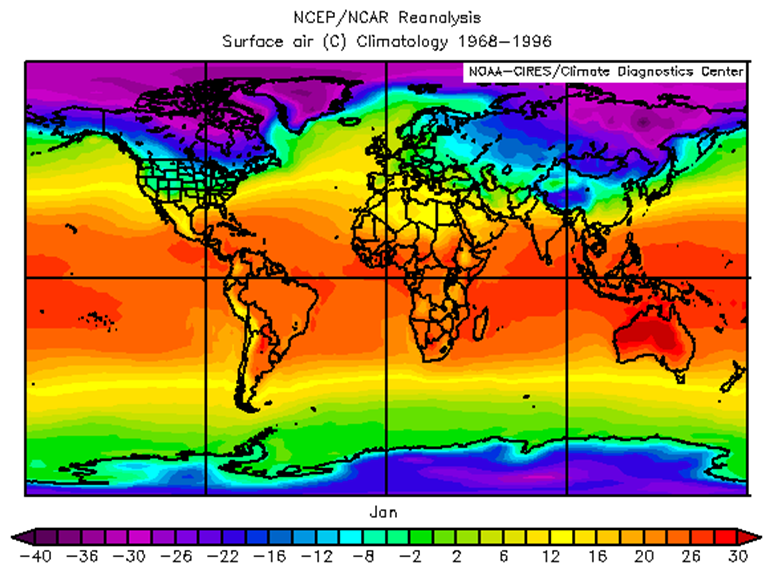 NCEP/NCAR Reanalysis
Surface air (C) Climatology 1968-1996
NOAA-CIRES/Climate Diagnostics Center
Jan
-40 -36 -30 -26 -22 -16 -12 -8 -2 2 6 12 16 20 26 30